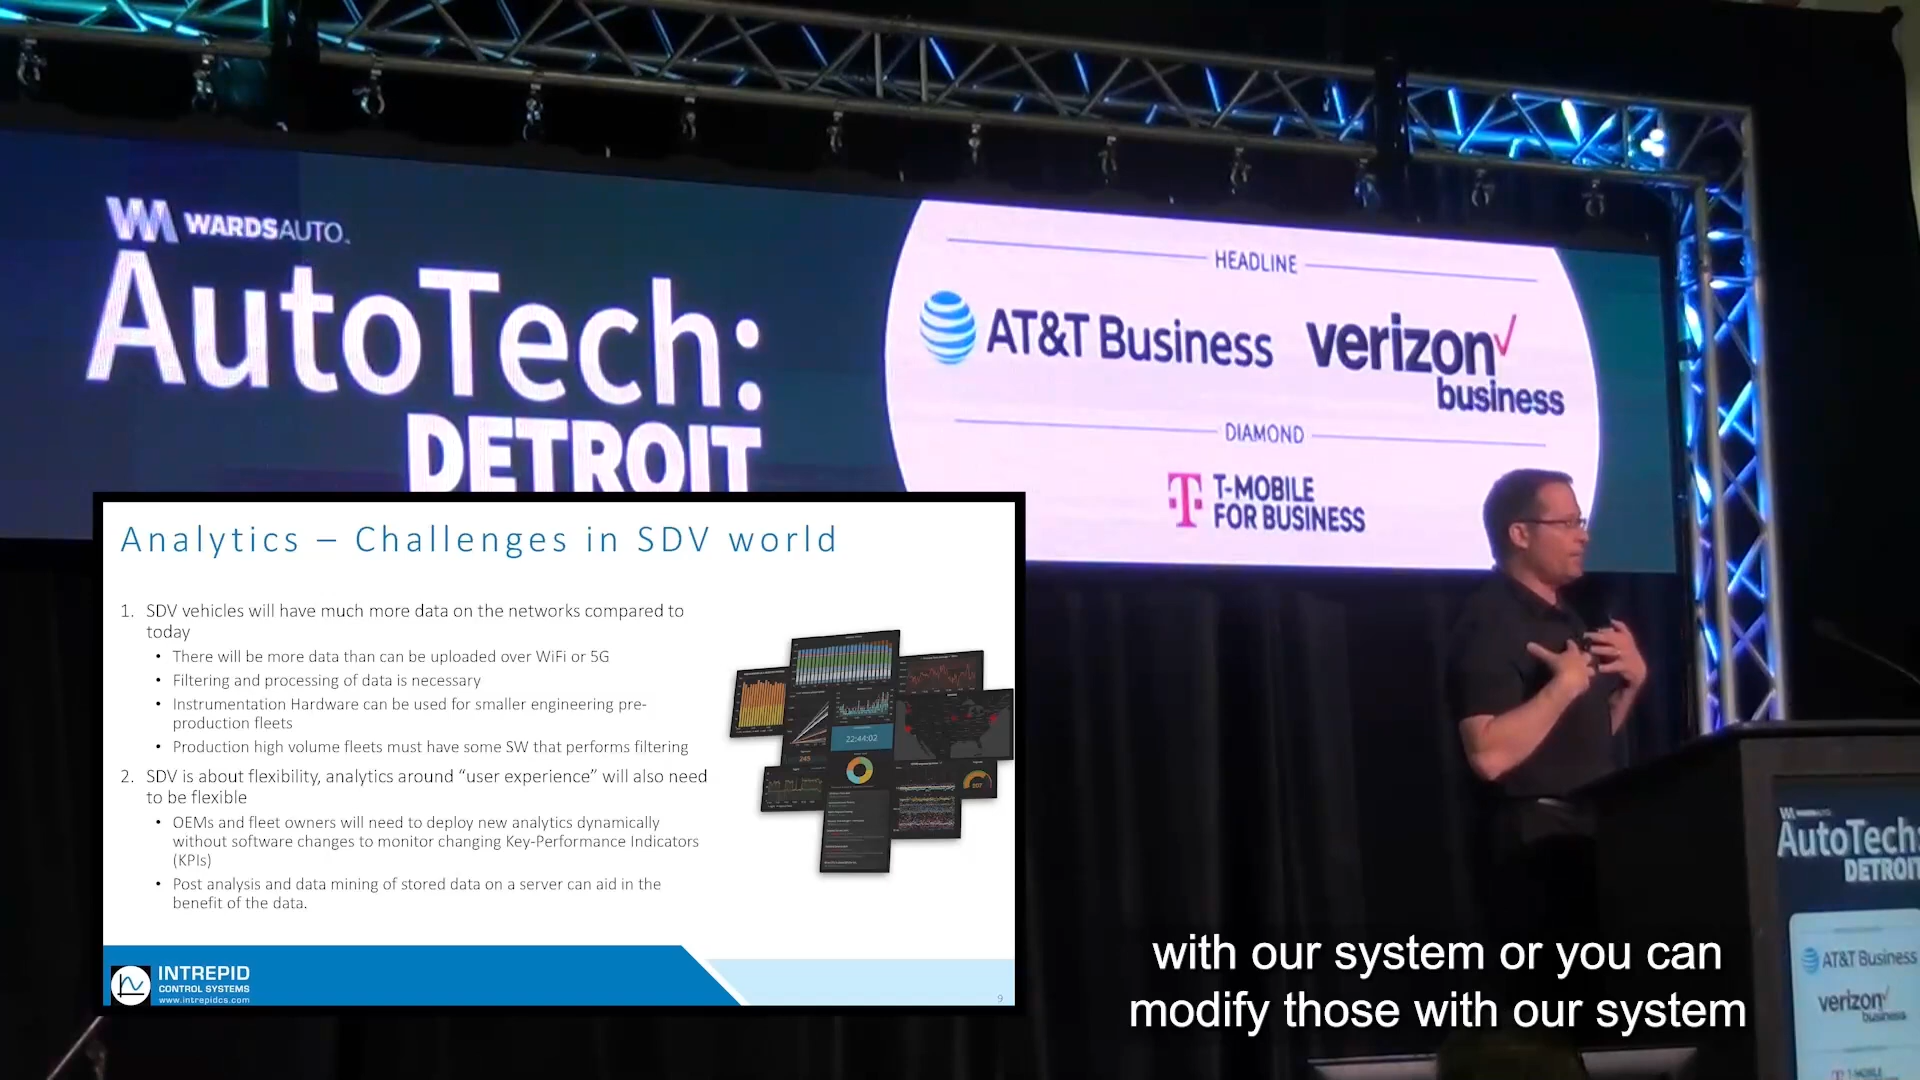 WARDSAUTO
AutoTech:
DETROIT
HEADLINE
AT&T Business
verizon
business
DIAMOND
T-MOBILE
FOR BUSINESS
Analytics – Challenges in SDV world
1. SDV vehicles will have much more data on the networks compared to
today
• There will be more data than can be uploaded over WiFi or 5G
• Filtering and processing of data is necessary
• Instrumentation Hardware can be used for smaller engineering pre-
production fleets
• Production high volume fleets must have some SW that performs filtering
2. SDV is about flexibility, analytics around “user experience” will also need
to be flexible
• OEMs and fleet owners will need to deploy new analytics dynamically
without software changes to monitor changing Key-Performance Indicators
(KPIs)
• Post analysis and data mining of stored data on a server can aid in the
benefit of the data.
22:44:02
245
207
INTREPID
CONTROL SYSTEMS
www.intrepidcs.com
9
with our system or you can
modify those with our system
WARDSAUTO
AutoTech:
DETROIT
AT&T Business
verizon
business
T-MOBILE